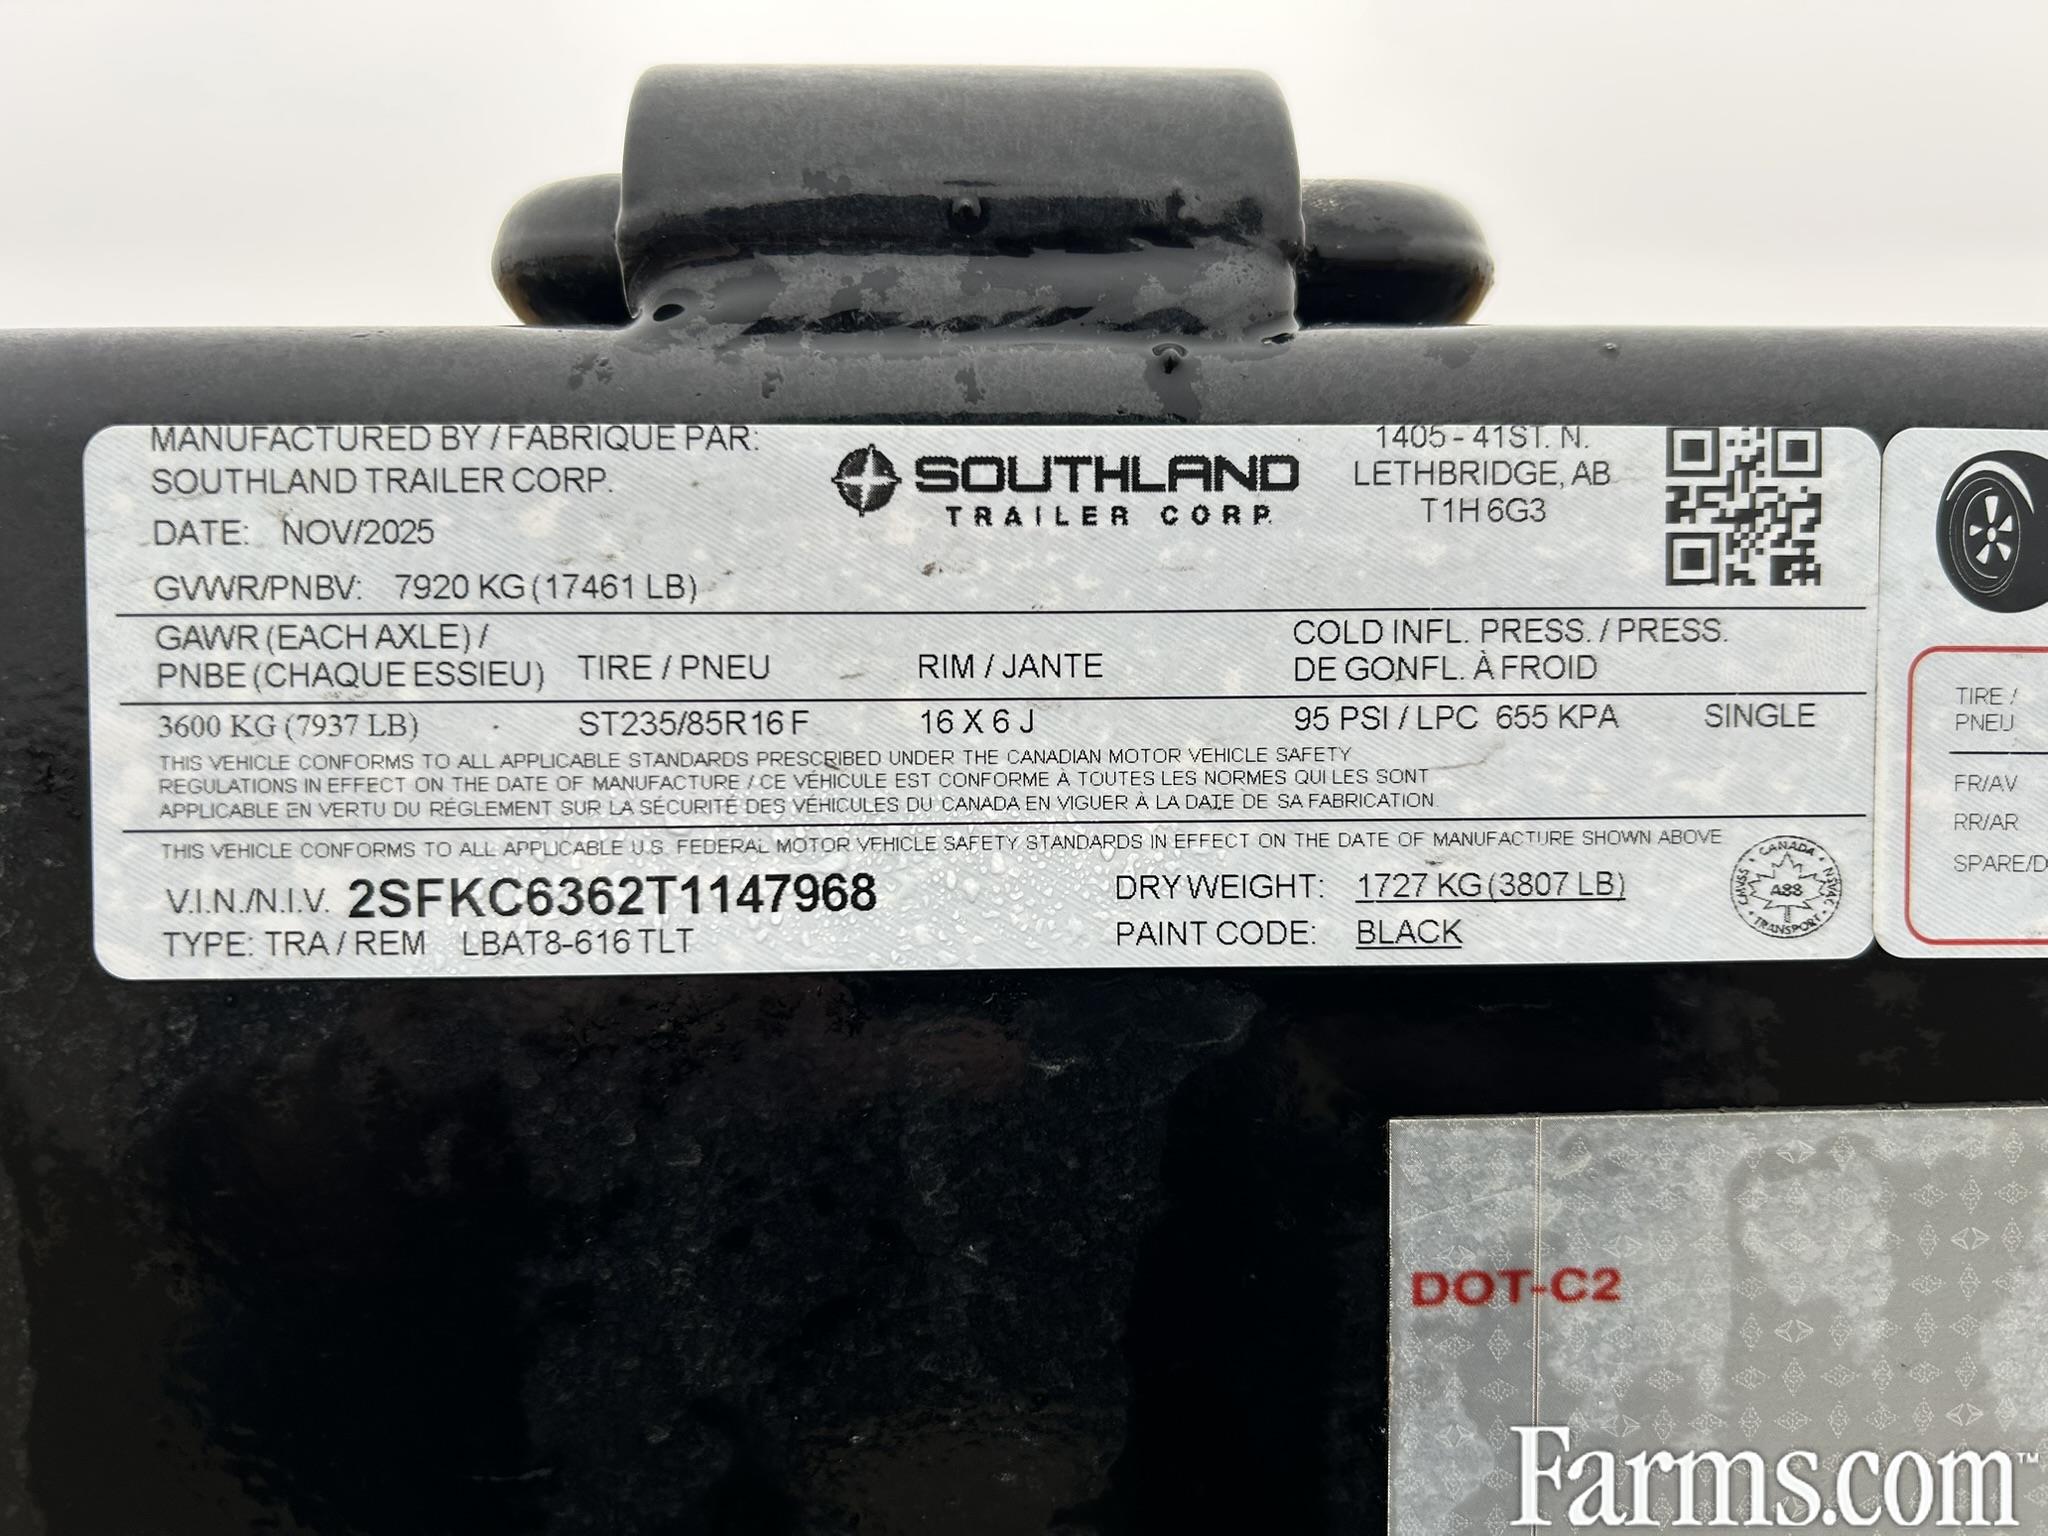 MANUFACTURED BY / FABRIQUE PAR:
SOUTHLAND TRAILER CORP.
SOUTHLAND
TRAILER CORP.
1405 - 41ST. N.
LETHBRIDGE, AB
T1H 6G3
DATE: NOV/2025
GVWR/PNBV: 7920 KG (17461 LB)
GAWR (EACH AXLE) /
PNBE (CHAQUE ESSIEU)
TIRE / PNEU
RIM / JANTE
COLD INFL. PRESS. / PRESS.
DE GONFL. À FROID
3600 KG (7937 LB) ST235/85R16 F 16 X 6 J 95 PSI / LPC 655 KPA SINGLE
THIS VEHICLE CONFORMS TO ALL APPLICABLE STANDARDS PRESCRIBED UNDER THE CANADIAN MOTOR VEHICLE SAFETY
REGULATIONS IN EFFECT ON THE DATE OF MANUFACTURE / CE VÉHICULE EST CONFORME À TOUTES LES NORMES QUI LES SONT
APPLICABLE EN VERTU DU RÉGLEMENT SUR LA SÉCURITÉ DES VÉHICULES DU CANADA EN VIGUER À LA DATE DE SA FABRICATION.
THIS VEHICLE CONFORMS TO ALL APPLICABLE U.S. FEDERAL MOTOR VEHICLE SAFETY STANDARDS IN EFFECT ON THE DATE OF MANUFACTURE SHOWN ABOVE
V.I.N./N.I.V. 2SFKC6362T1147968
TYPE: TRA / REM LBAT8-616 TLT
DRY WEIGHT: 1727 KG (3807 LB)
PAINT CODE: BLACK
CANADA
CMVSS A88 NSVAC
TRANSPORT
TIRE /
PNEU
FR/AV
RR/AR
SPARE/D
DOT-C2
Farms.com™